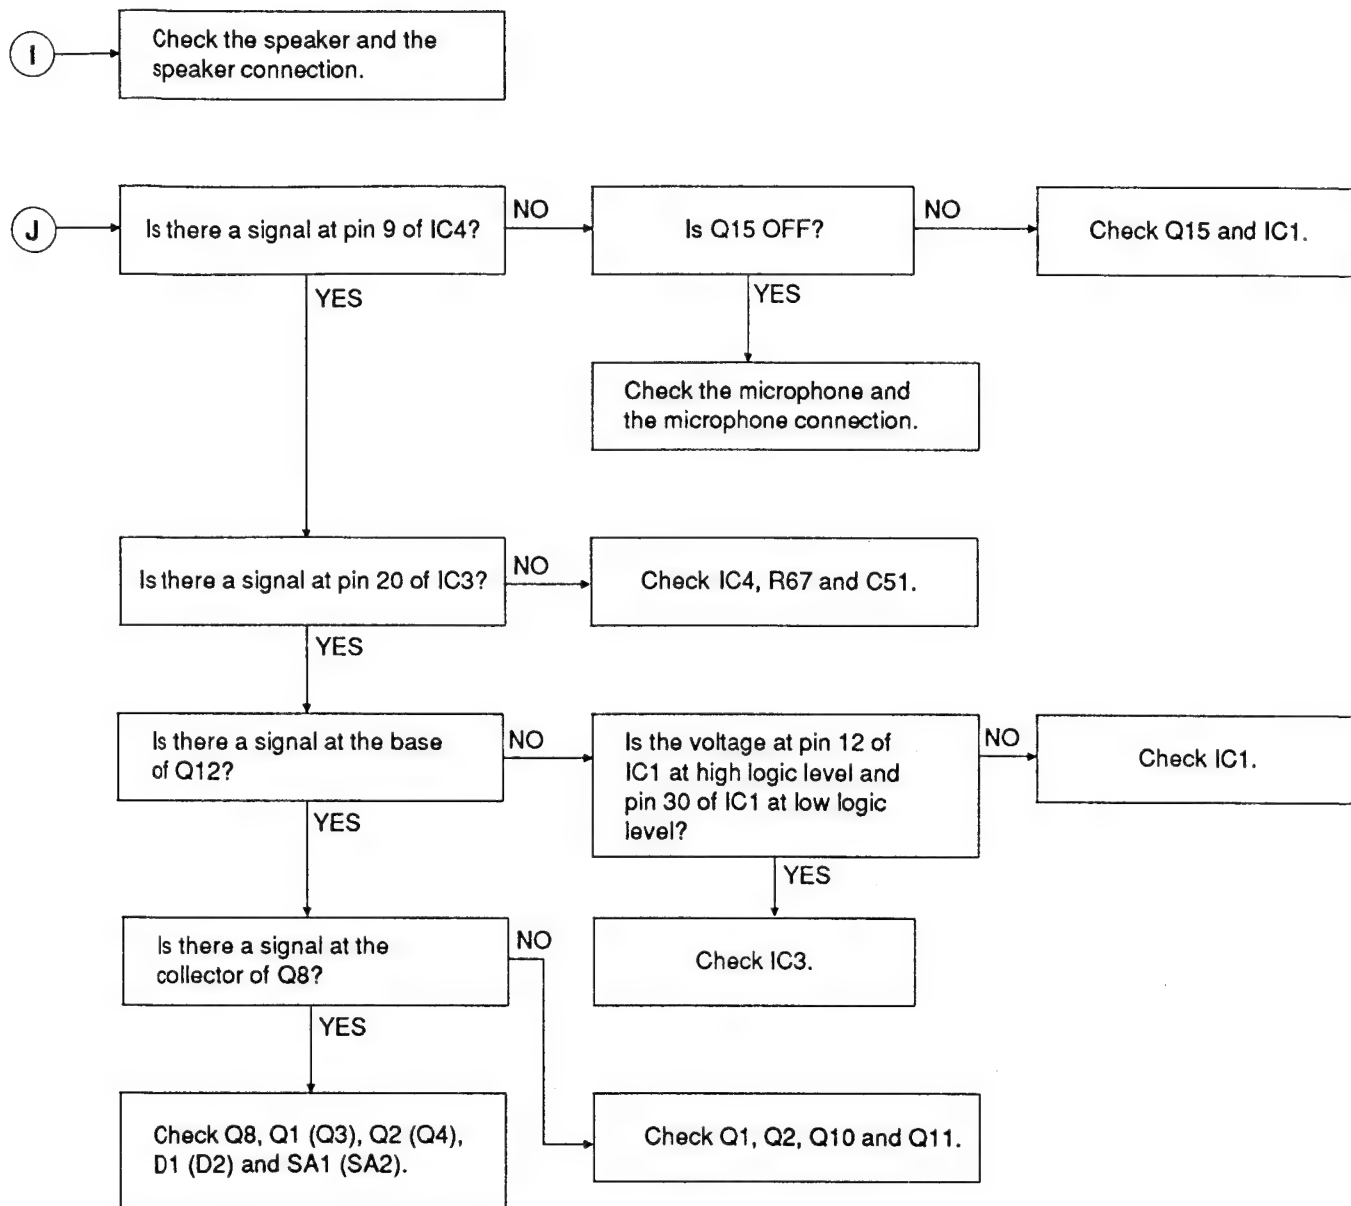 I
Check the speaker and the
speaker connection.
J
Is there a signal at pin 9 of IC4?
NO
Is Q15 OFF?
NO
Check Q15 and IC1.
YES
YES
Check the microphone and
the microphone connection.
Is there a signal at pin 20 of IC3?
NO
Check IC4, R67 and C51.
YES
Is there a signal at the base
of Q12?
NO
Is the voltage at pin 12 of
IC1 at high logic level and
pin 30 of IC1 at low logic
level?
NO
Check IC1.
YES
YES
Is there a signal at the
collector of Q8?
NO
Check IC3.
YES
Check Q8, Q1 (Q3), Q2 (Q4),
D1 (D2) and SA1 (SA2).
Check Q1, Q2, Q10 and Q11.